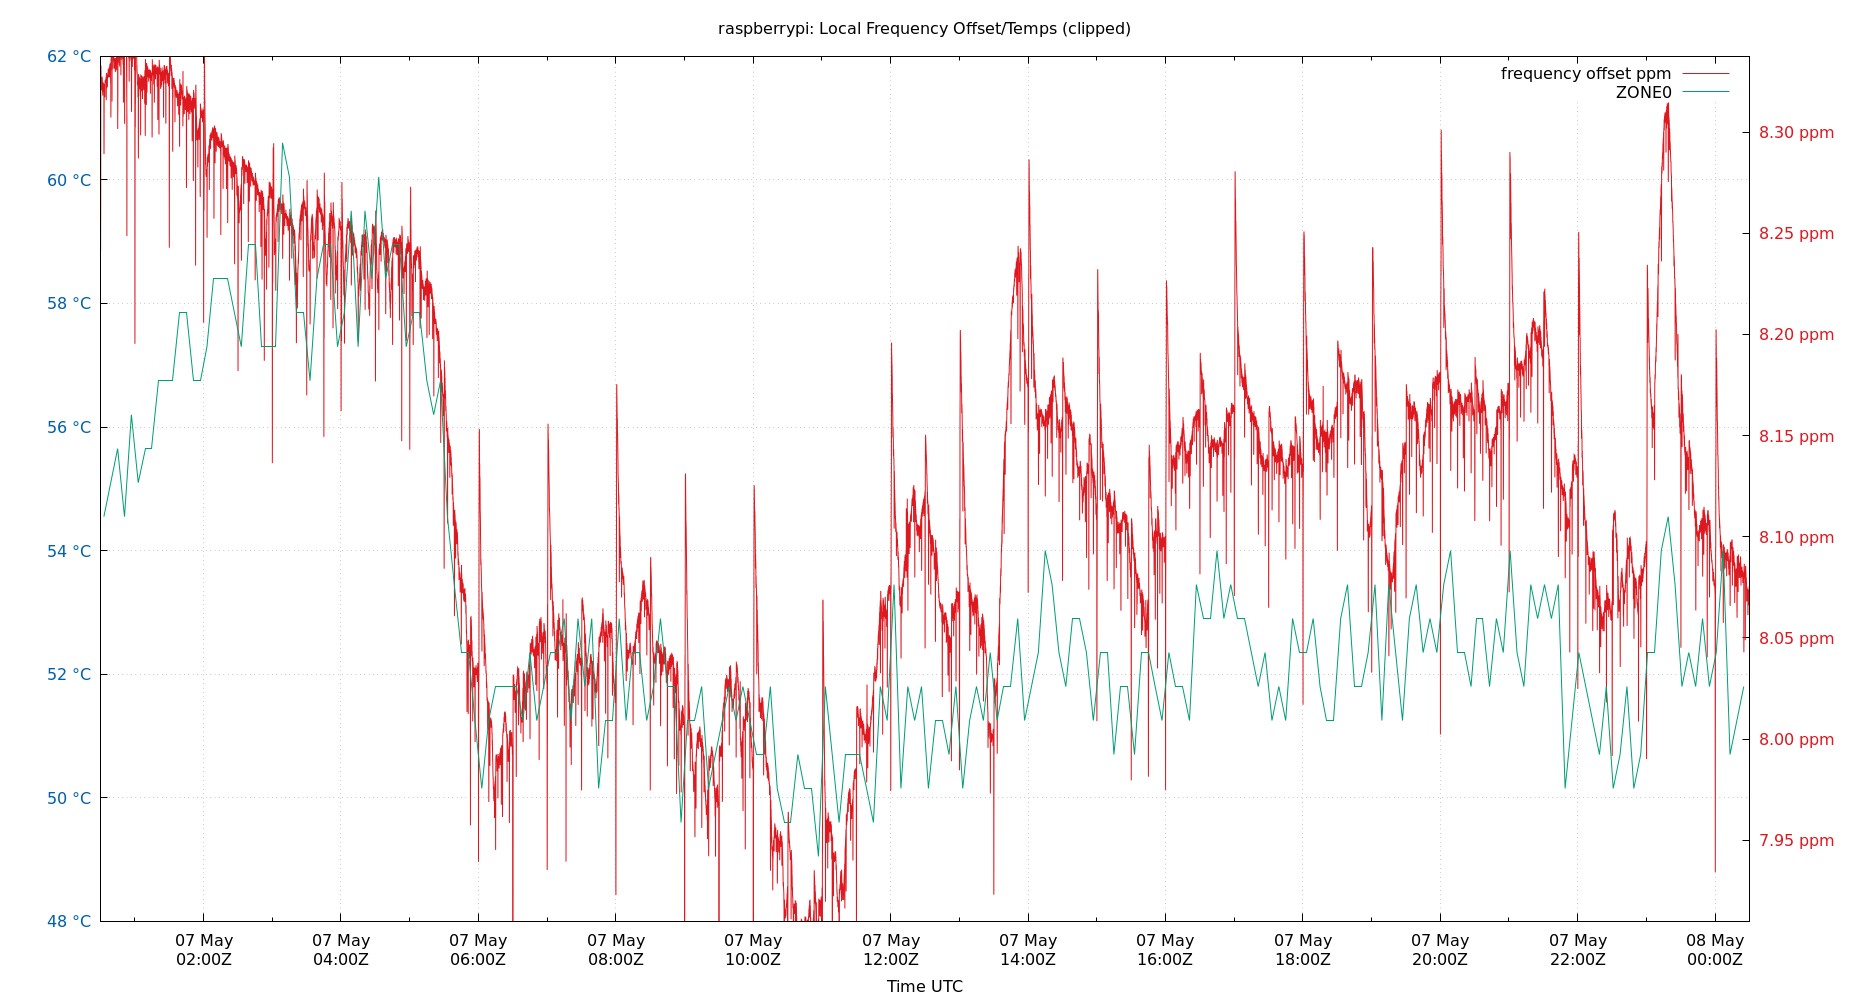 raspberrypi: Local Frequency Offset/Temps (clipped)
frequency offset ppm
ZONE0
62 °C
60 °C
58 °C
56 °C
54 °C
52 °C
50 °C
48 °C
8.30 ppm
8.25 ppm
8.20 ppm
8.15 ppm
8.10 ppm
8.05 ppm
8.00 ppm
7.95 ppm
07 May 07 May 07 May 07 May 07 May 07 May 07 May 07 May 07 May 07 May 07 May 08 May
02:00Z 04:00Z 06:00Z 08:00Z 10:00Z 12:00Z 14:00Z 16:00Z 18:00Z 20:00Z 22:00Z 00:00Z
Time UTC